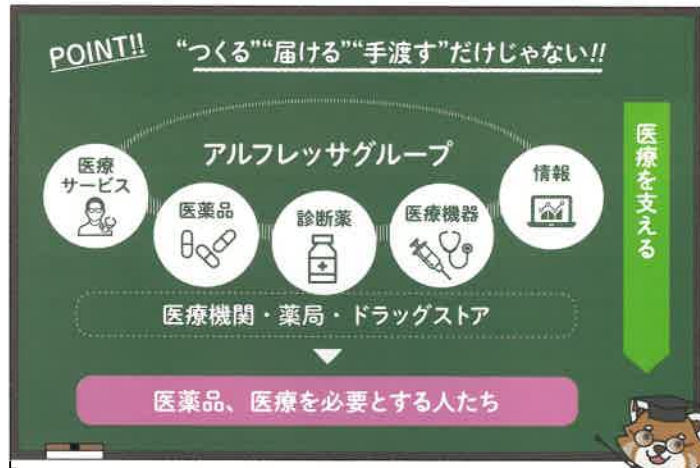 POINT!! “つくる”“届ける”“手渡す”だけじゃない!!
アルフレッサグループ
医療
サービス
医薬品
診断薬
医療機器
情報
医療機関・薬局・ドラッグストア
医薬品、医療を必要とする人たち
医療を支える